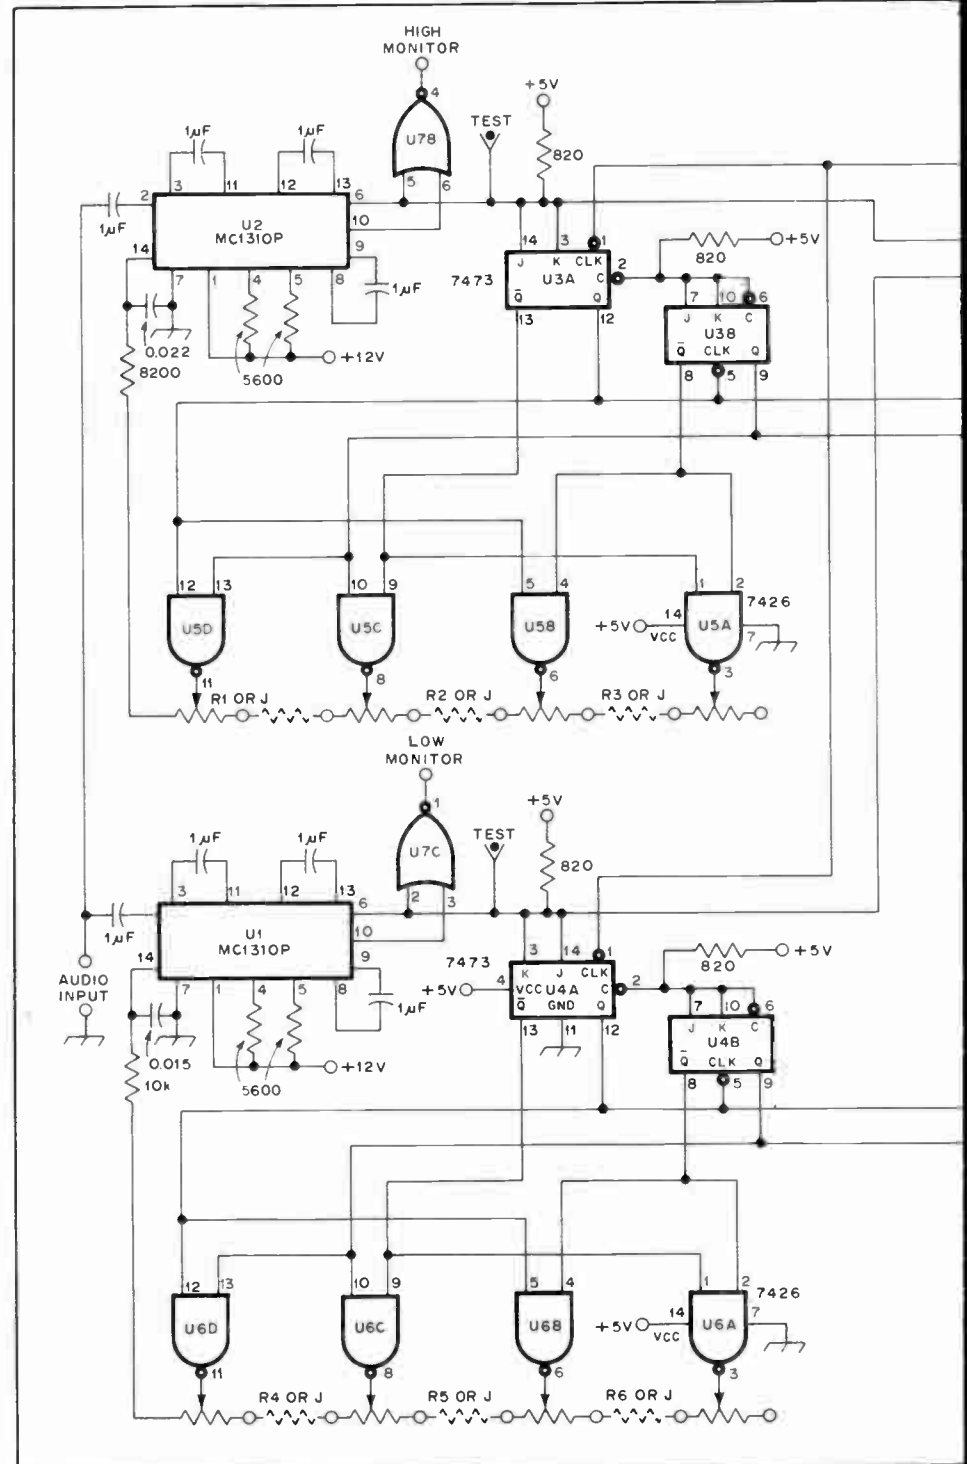 HIGH
MONITOR
4
U7B
5 6
TEST
+5V
820
1µF
1µF
3 11 12 13
2
1µF
U2
MC1310P
6
10
9
8
1µF
14
7 1 4 5
0.022
8200
5600
+12V
14 3 1
J K CLK
7473
U3A
C
2
Q̅ Q
13 12
820
+5V
7 10 6
J K C
U3B
Q̅ CLK Q
8 5 9
12 13
U5D
11
10 9
U5C
8
5 4
U5B
6
1 2
7426
+5V
14
VCC
U5A
7
3
R1 OR J
R2 OR J
R3 OR J
LOW
MONITOR
1
U7C
2 3
TEST
+5V
820
1µF
1µF
3 11 12 13
1µF
U1
MC1310P
6
10
9
8
1µF
14
7 1 4 5
AUDIO
INPUT
0.015
10k
5600
+12V
3 14 1
7473
K J CLK
+5V
4
VCC
U4A
C
2
Q̅ GND Q
13 11 12
820
+5V
7 10 6
J K C
U4B
Q̅ CLK Q
8 5 9
12 13
U6D
11
10 9
U6C
8
5 4
U6B
6
1 2
7426
+5V
14
VCC
U6A
7
3
R4 OR J
R5 OR J
R6 OR J